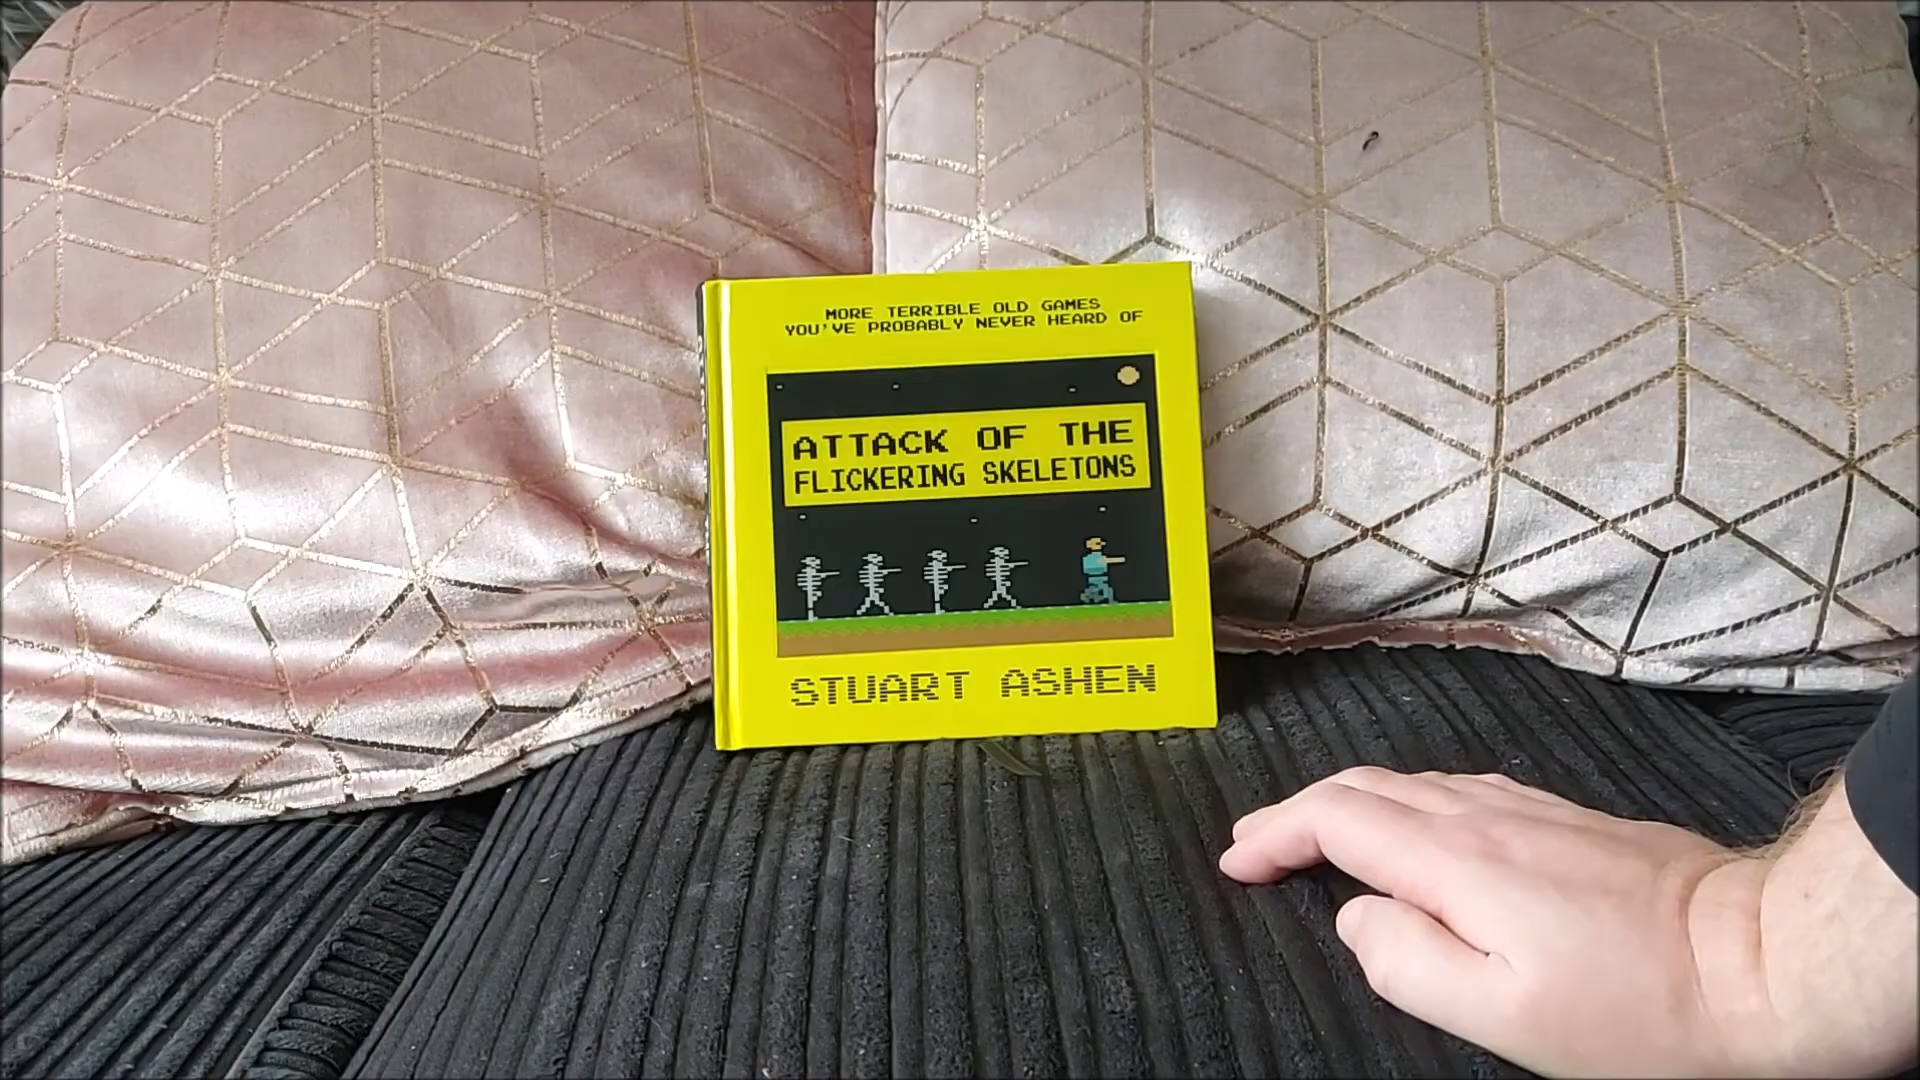 MORE TERRIBLE OLD GAMES
YOU'VE PROBABLY NEVER HEARD OF
ATTACK OF THE
FLICKERING SKELETONS
STUART ASHEN